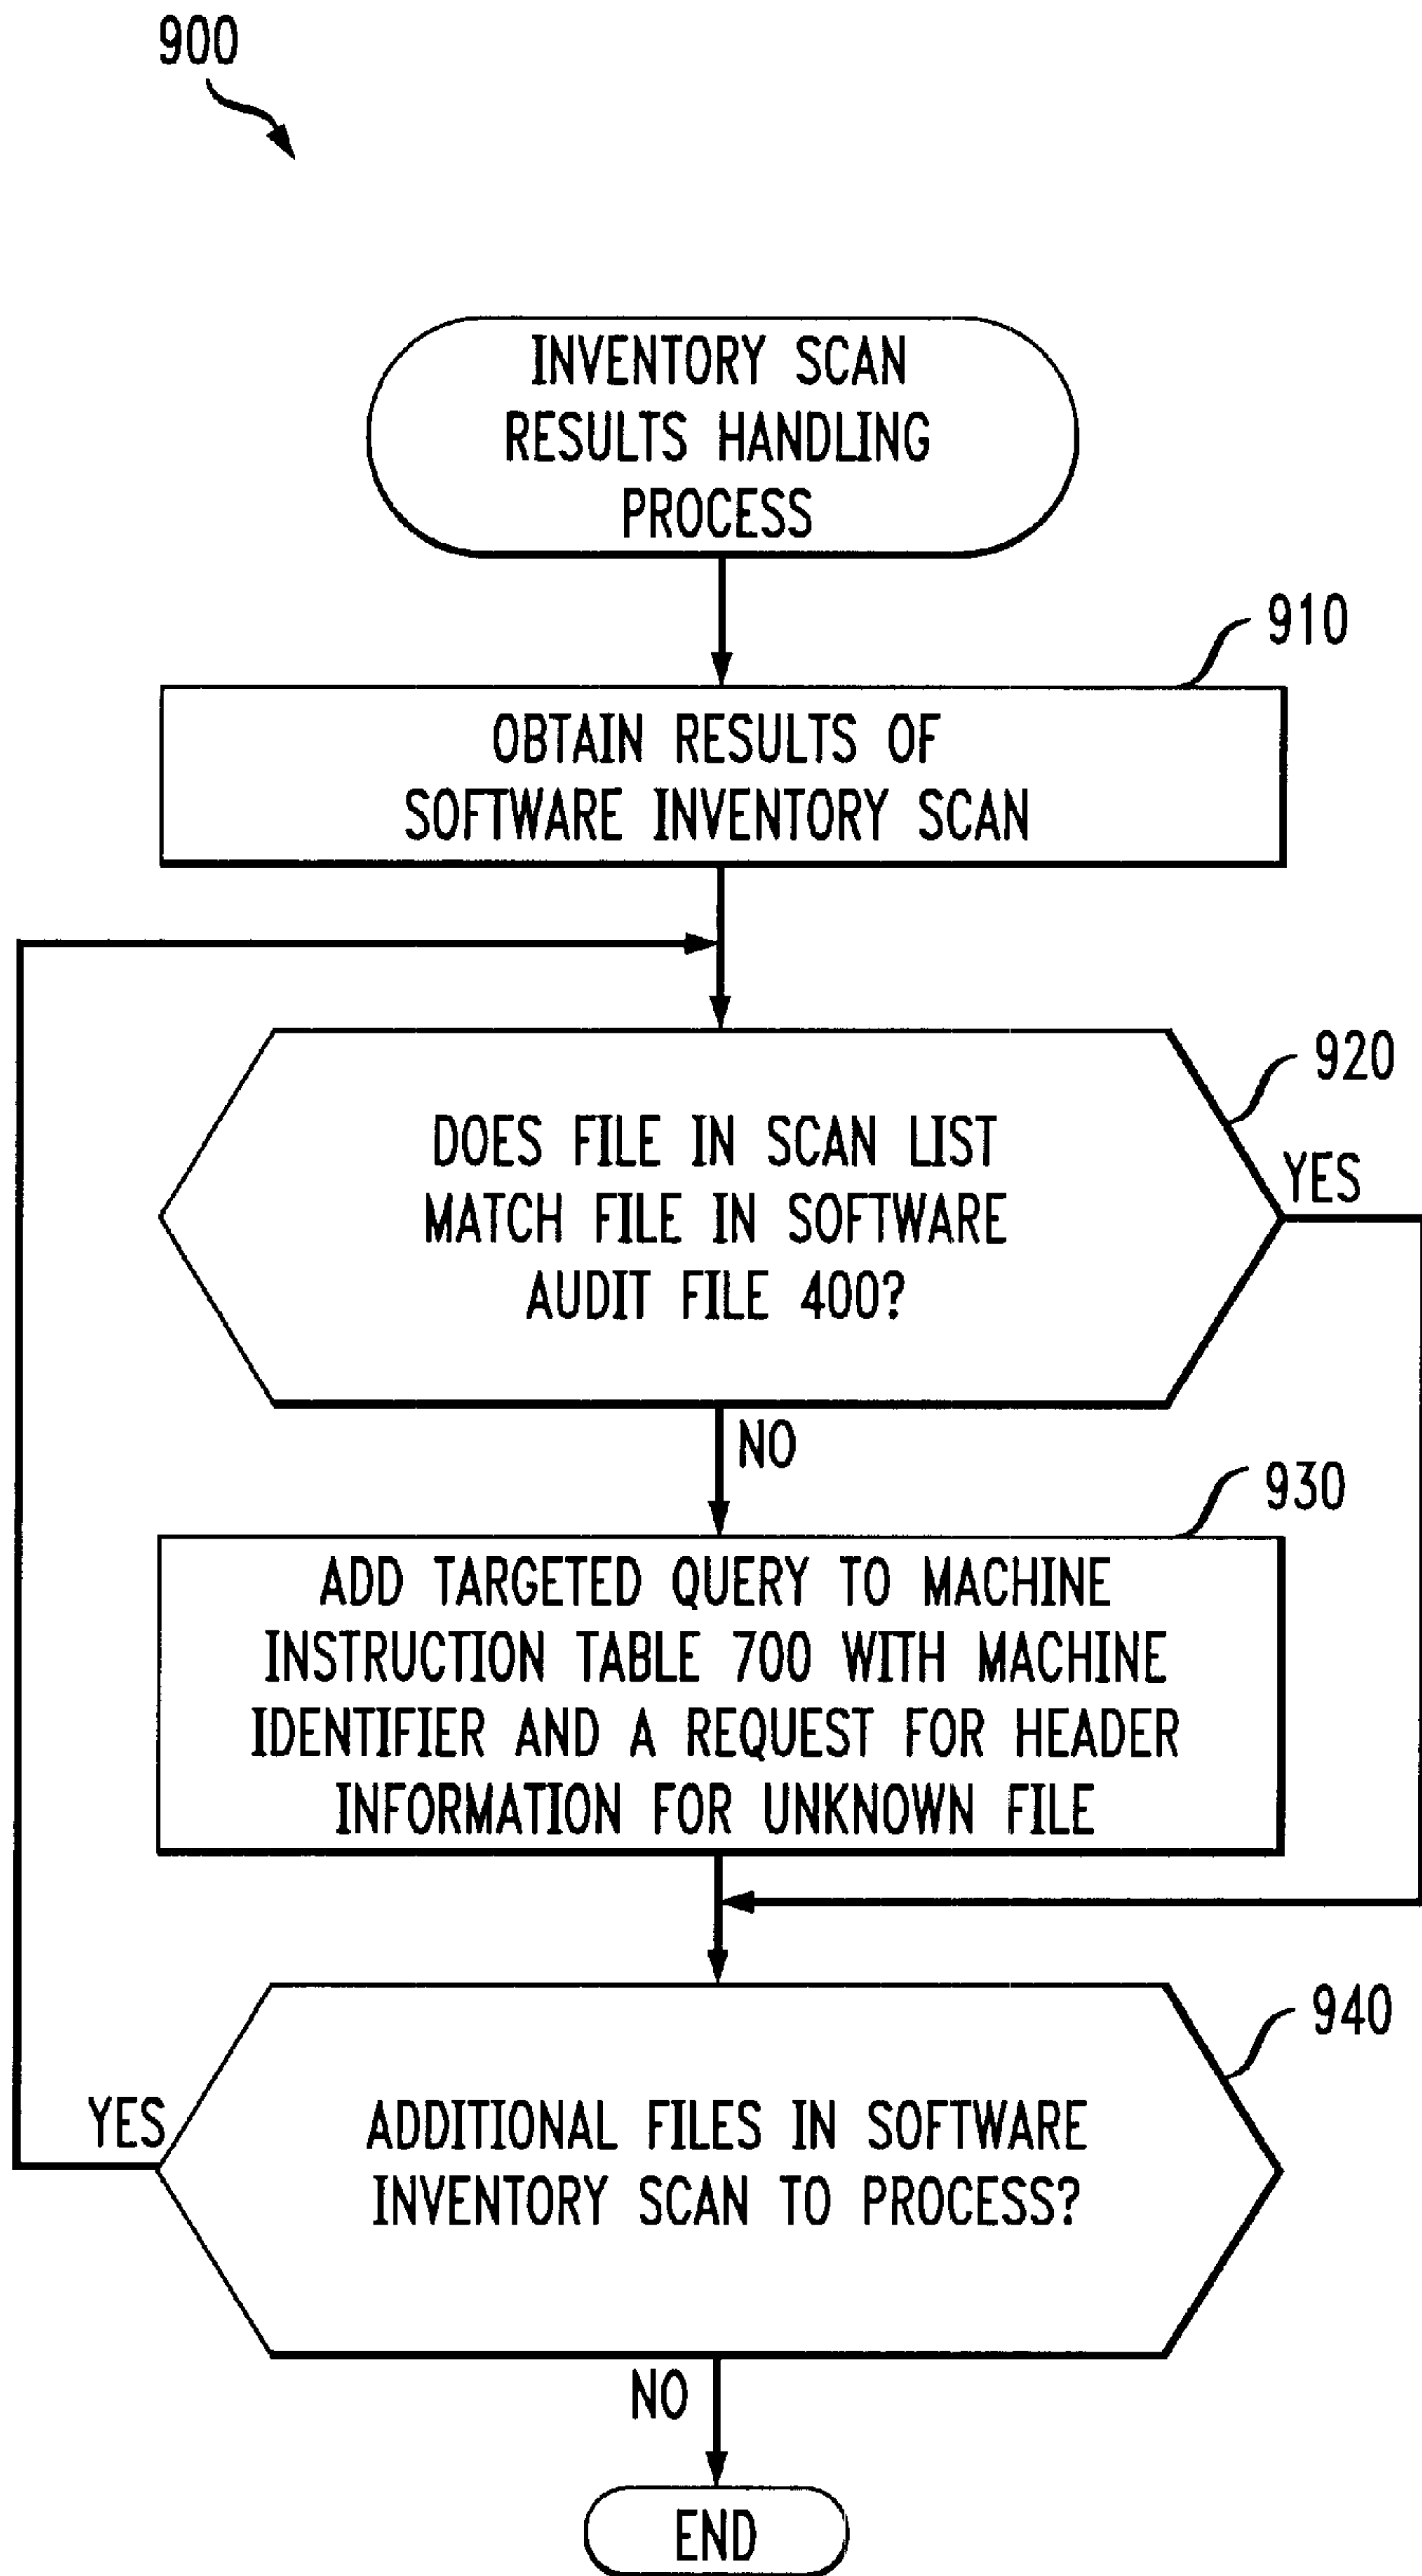 900
INVENTORY SCAN
RESULTS HANDLING
PROCESS
910
OBTAIN RESULTS OF
SOFTWARE INVENTORY SCAN
920
DOES FILE IN SCAN LIST
MATCH FILE IN SOFTWARE
AUDIT FILE 400?
YES
NO
930
ADD TARGETED QUERY TO MACHINE
INSTRUCTION TABLE 700 WITH MACHINE
IDENTIFIER AND A REQUEST FOR HEADER
INFORMATION FOR UNKNOWN FILE
940
YES
ADDITIONAL FILES IN SOFTWARE
INVENTORY SCAN TO PROCESS?
NO
END